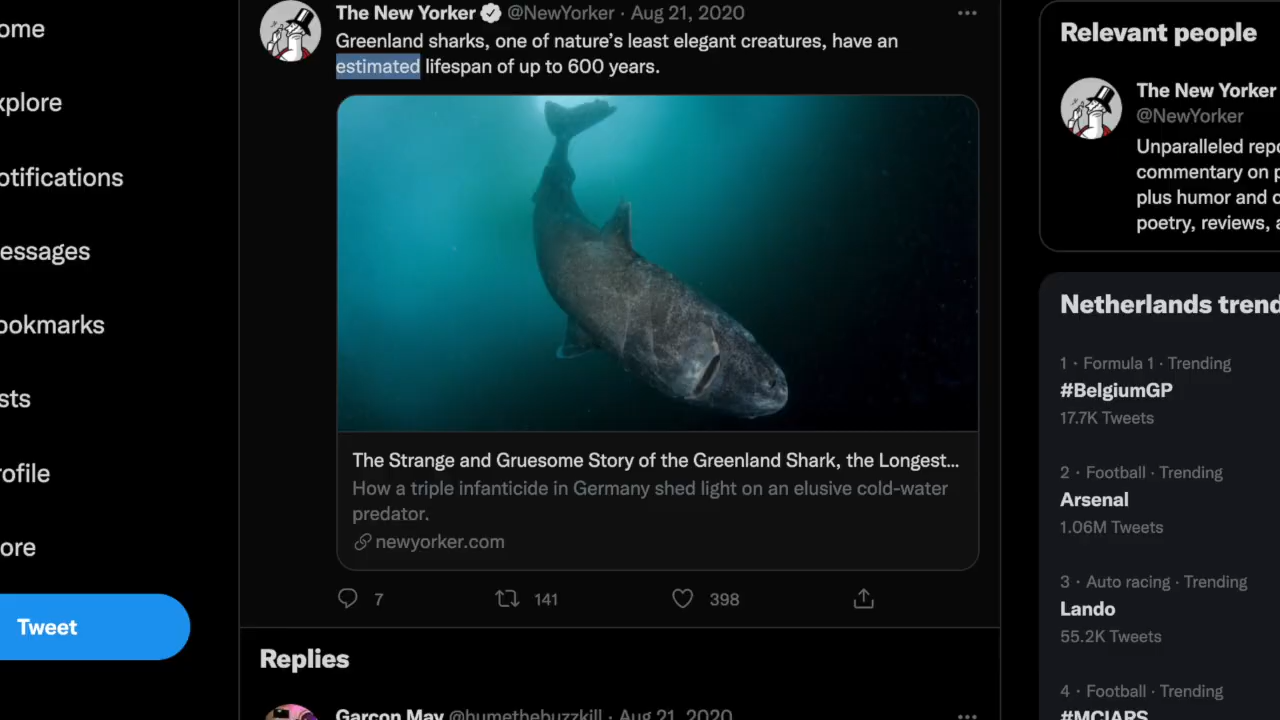 ome
xplore
otifications
essages
ookmarks
sts
rofile
ore
Tweet
The New Yorker @NewYorker · Aug 21, 2020
Greenland sharks, one of nature's least elegant creatures, have an
estimated lifespan of up to 600 years.
The Strange and Gruesome Story of the Greenland Shark, the Longest...
How a triple infanticide in Germany shed light on an elusive cold-water
predator.
newyorker.com
7 141 398
Replies
Garcon May @humethebuzzkill · Aug 21, 2020
Relevant people
The New Yorker
@NewYorker
Unparalleled repo
commentary on p
plus humor and c
poetry, reviews, a
Netherlands trend
1 · Formula 1 · Trending
#BelgiumGP
17.7K Tweets
2 · Football · Trending
Arsenal
1.06M Tweets
3 · Auto racing · Trending
Lando
55.2K Tweets
4 · Football · Trending
#MCIARS